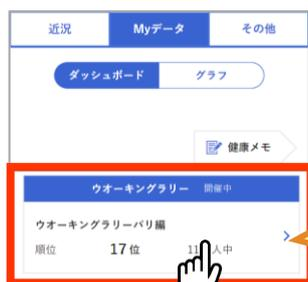 近況 Myデータ その他
ダッシュボード グラフ
健康メモ
ウオーキングラリー 開催中
ウオーキングラリーパリ編
順位 17位 人中